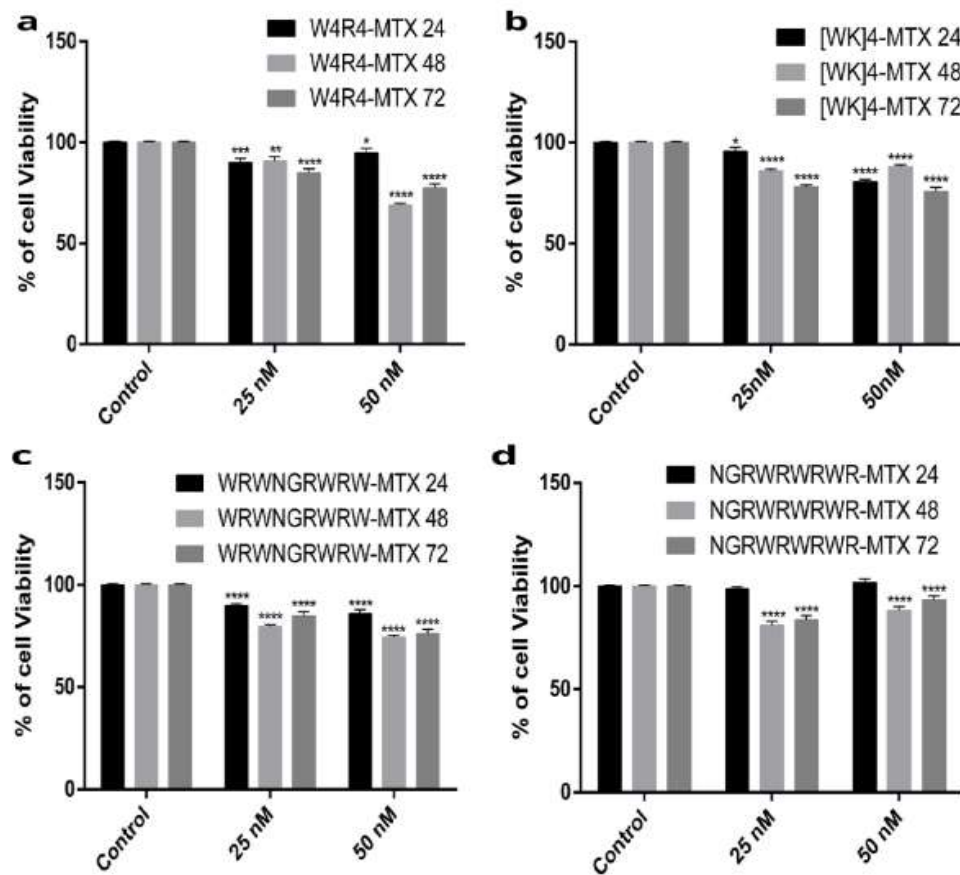 a
W4R4-MTX 24
W4R4-MTX 48
W4R4-MTX 72
150
100
50
0
% of cell Viability
*** ** **** * **** ****
Control 25 nM 50 nM
b
[WK]4-MTX 24
[WK]4-MTX 48
[WK]4-MTX 72
150
100
50
0
% of cell Viability
* **** **** **** **** ****
Control 25nM 50nM
c
WRWNGRWRW-MTX 24
WRWNGRWRW-MTX 48
WRWNGRWRW-MTX 72
150
100
50
0
% of cell Viability
**** **** **** **** **** ****
Control 25 nM 50 nM
d
NGRWRWRWR-MTX 24
NGRWRWRWR-MTX 48
NGRWRWRWR-MTX 72
150
100
50
0
% of cell Viability
**** **** **** ****
Control 25 nM 50 nM